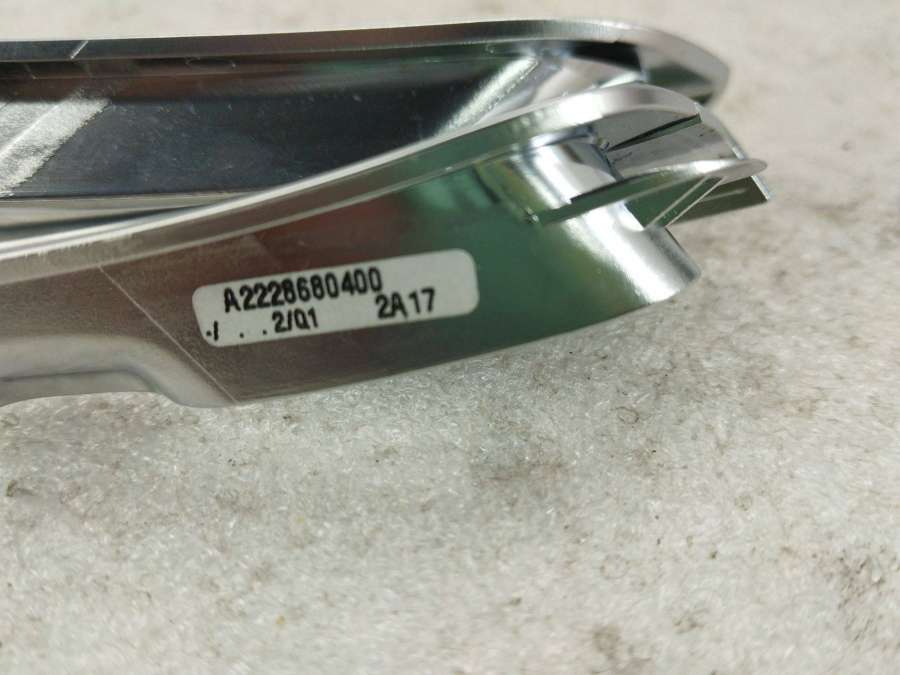 A2228680400
./ . . 2/Q1 2A17